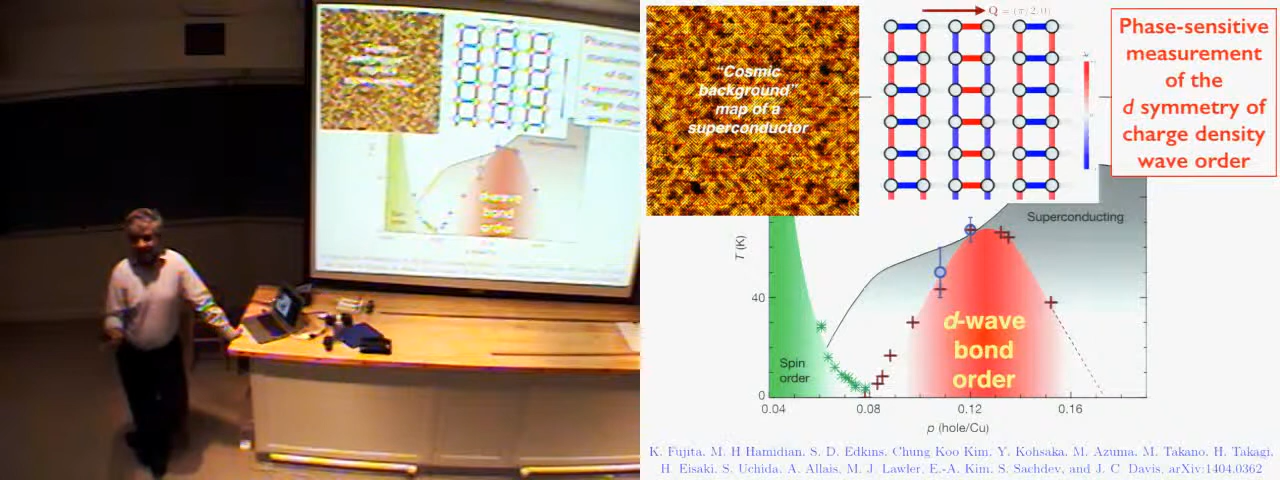 "Cosmic
background"
map of a
superconductor
Q = (π/2, 0)
Phase-sensitive
measurement
of the
d symmetry of
charge density
wave order
Superconducting
T (K)
40
0
Spin
order
d-wave
bond
order
0.04 0.08 0.12 0.16
p (hole/Cu)
K. Fujita, M. H Hamidian, S. D. Edkins, Chung Koo Kim, Y. Kohsaka, M. Azuma, M. Takano, H. Takagi,
H. Eisaki, S. Uchida, A. Allais, M. J. Lawler, E.-A. Kim, S. Sachdev, and J. C. Davis, arXiv:1404.0362
d-wave
bond
order